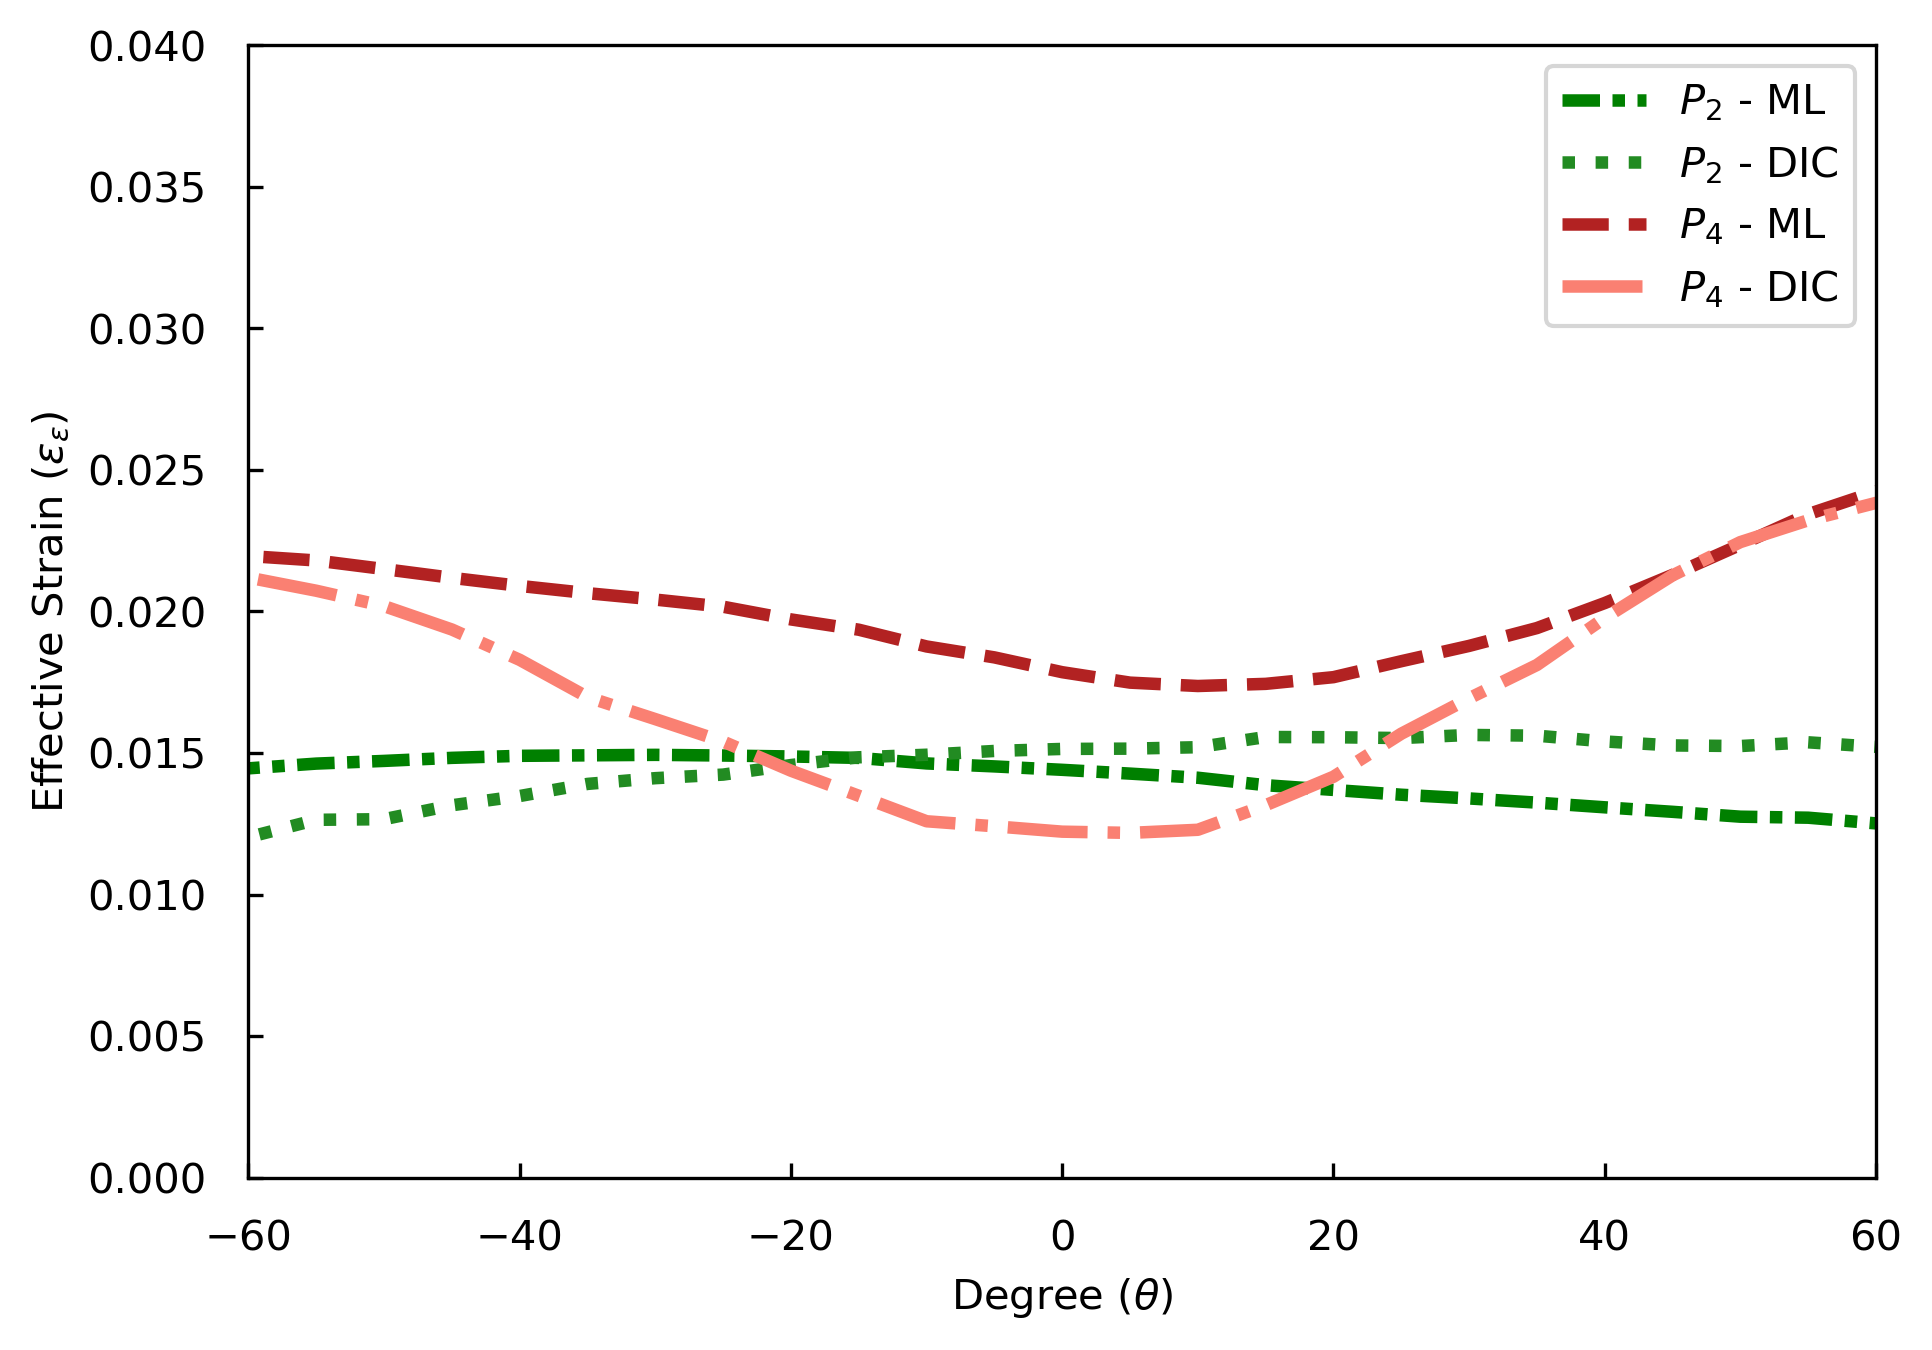 0.040
0.035
0.030
0.025
0.020
0.015
0.010
0.005
0.000
Effective Strain (εε)
−60 −40 −20 0 20 40 60
Degree (θ)
P2 - ML
P2 - DIC
P4 - ML
P4 - DIC